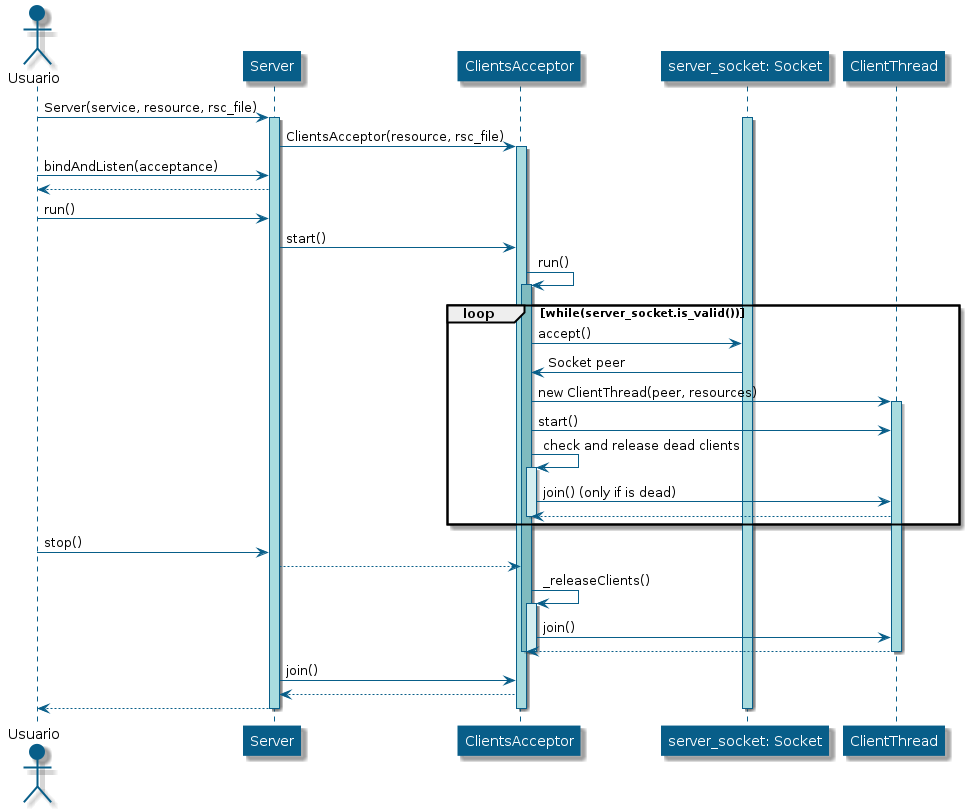 Usuario
Server
ClientsAcceptor
server_socket: Socket
ClientThread
Server(service, resource, rsc_file)
ClientsAcceptor(resource, rsc_file)
bindAndListen(acceptance)
run()
start()
run()
loop
[while(server_socket.is_valid())]
accept()
Socket peer
new ClientThread(peer, resources)
start()
check and release dead clients
join() (only if is dead)
stop()
_releaseClients()
join()
join()
Usuario
Server
ClientsAcceptor
server_socket: Socket
ClientThread